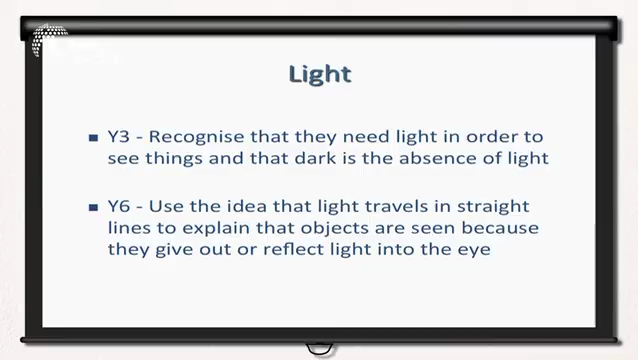 Light
▪ Y3 - Recognise that they need light in order to
see things and that dark is the absence of light
▪ Y6 - Use the idea that light travels in straight
lines to explain that objects are seen because
they give out or reflect light into the eye